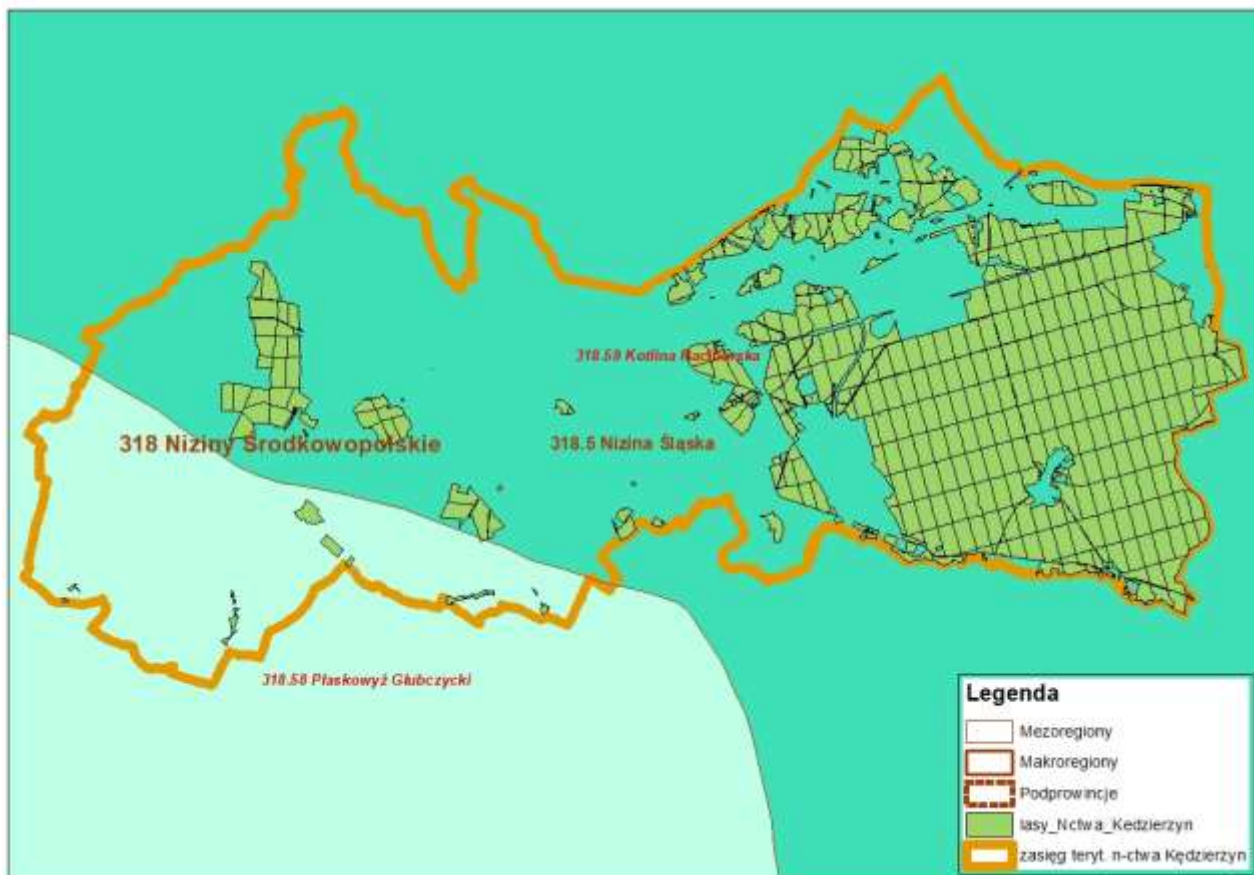 318.59 Kotlina Raciborska
318 Niziny Środkowopolskie
318.5 Nizina Śląska
318.58 Płaskowyż Głubczycki
Legenda
Mezoregiony
Makroregiony
Podprowincje
lasy_Nctwa_Kedzierzyn
zasięg teryt. n-ctwa Kędzierzyn